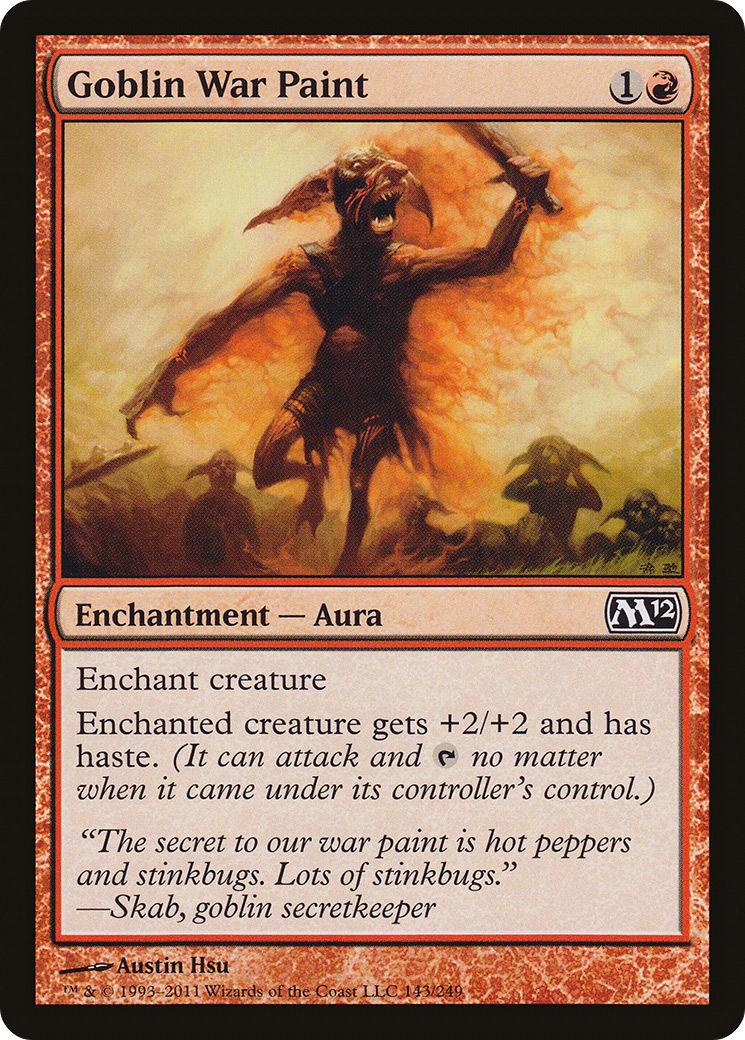 Goblin War Paint 1
Enchantment — Aura M12
Enchant creature
Enchanted creature gets +2/+2 and has
haste. (It can attack and no matter
when it came under its controller's control.)
“The secret to our war paint is hot peppers
and stinkbugs. Lots of stinkbugs.”
—Skab, goblin secretkeeper
Austin Hsu
™ & © 1993–2011 Wizards of the Coast LLC 143/249